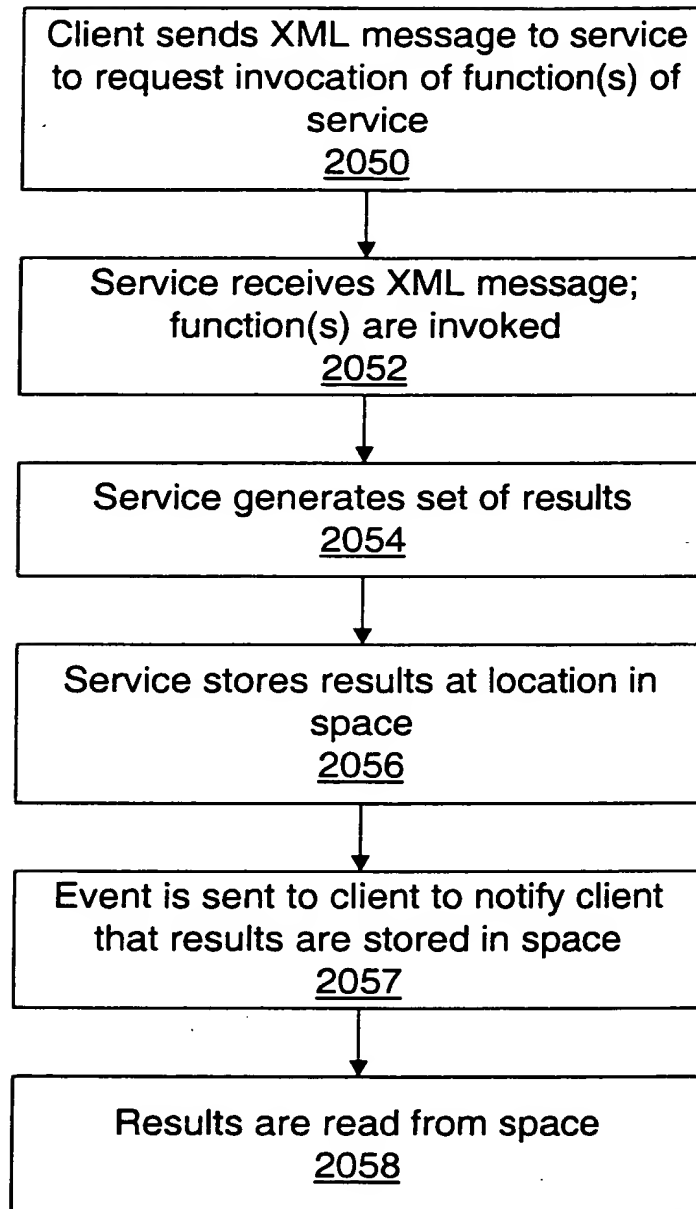 Client sends XML message to service
to request invocation of function(s) of
service
2050
Service receives XML message;
function(s) are invoked
2052
Service generates set of results
2054
Service stores results at location in
space
2056
Event is sent to client to notify client
that results are stored in space
2057
Results are read from space
2058